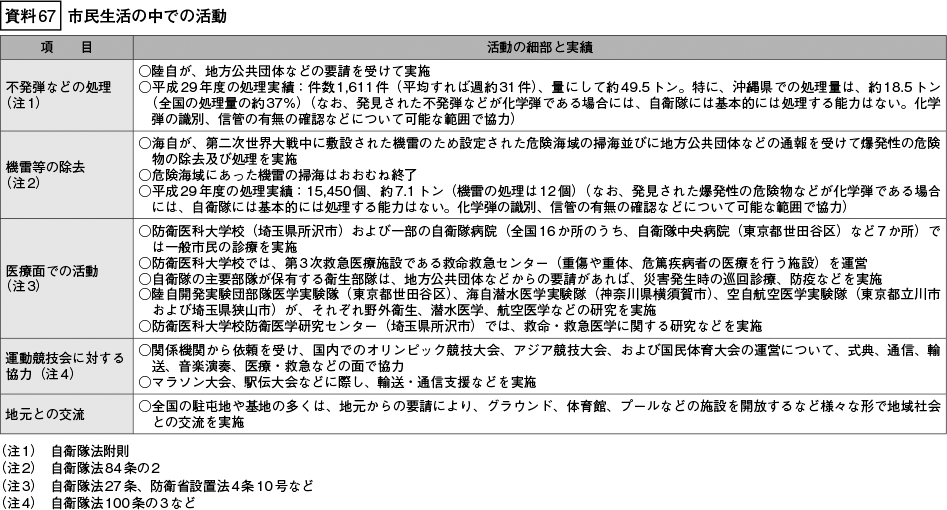 資料67 市民生活の中での活動
項　目
活動の細部と実績
不発弾などの処理
（注1）
○陸自が、地方公共団体などの要請を受けて実施
○平成29年度の処理実績：件数1,611件（平均すれば週約31件）、量にして約49.5トン。特に、沖縄県での処理量は、約18.5トン
（全国の処理量の約37%）（なお、発見された不発弾などが化学弾である場合には、自衛隊には基本的には処理する能力はない。化学
弾の識別、信管の有無の確認などについて可能な範囲で協力）
機雷等の除去
（注2）
○海自が、第二次世界大戦中に敷設された機雷のため設定された危険海域の掃海並びに地方公共団体などの通報を受けて爆発性の危険
物の除去及び処理を実施
○危険海域にあった機雷の掃海はおおむね終了
○平成29年度の処理実績：15,450個、約7.1トン（機雷の処理は12個）（なお、発見された爆発性の危険物などが化学弾である場合
には、自衛隊には基本的には処理する能力はない。化学弾の識別、信管の有無の確認などについて可能な範囲で協力）
医療面での活動
（注3）
○防衛医科大学校（埼玉県所沢市）および一部の自衛隊病院（全国16か所のうち、自衛隊中央病院（東京都世田谷区）など7か所）で
は一般市民の診療を実施
○防衛医科大学校では、第3次救急医療施設である救命救急センター（重傷や重体、危篤疾病者の医療を行う施設）を運営
○自衛隊の主要部隊が保有する衛生部隊は、地方公共団体などからの要請があれば、災害発生時の巡回診療、防疫などを実施
○陸自開発実験団部隊医学実験隊（東京都世田谷区）、海自潜水医学実験隊（神奈川県横須賀市）、空自航空医学実験隊（東京都立川市
および埼玉県狭山市）が、それぞれ野外衛生、潜水医学、航空医学などの研究を実施
○防衛医科大学校防衛医学研究センター（埼玉県所沢市）では、救命・救急医学に関する研究などを実施
運動競技会に対する
協力（注4）
○関係機関から依頼を受け、国内でのオリンピック競技大会、アジア競技大会、および国民体育大会の運営について、式典、通信、輸
送、音楽演奏、医療・救急などの面で協力
○マラソン大会、駅伝大会などに際し、輸送・通信支援などを実施
地元との交流
○全国の駐屯地や基地の多くは、地元からの要請により、グラウンド、体育館、プールなどの施設を開放するなど様々な形で地域社会
との交流を実施
（注1）　自衛隊法附則
（注2）　自衛隊法84条の2
（注3）　自衛隊法27条、防衛省設置法4条10号など
（注4）　自衛隊法100条の3など